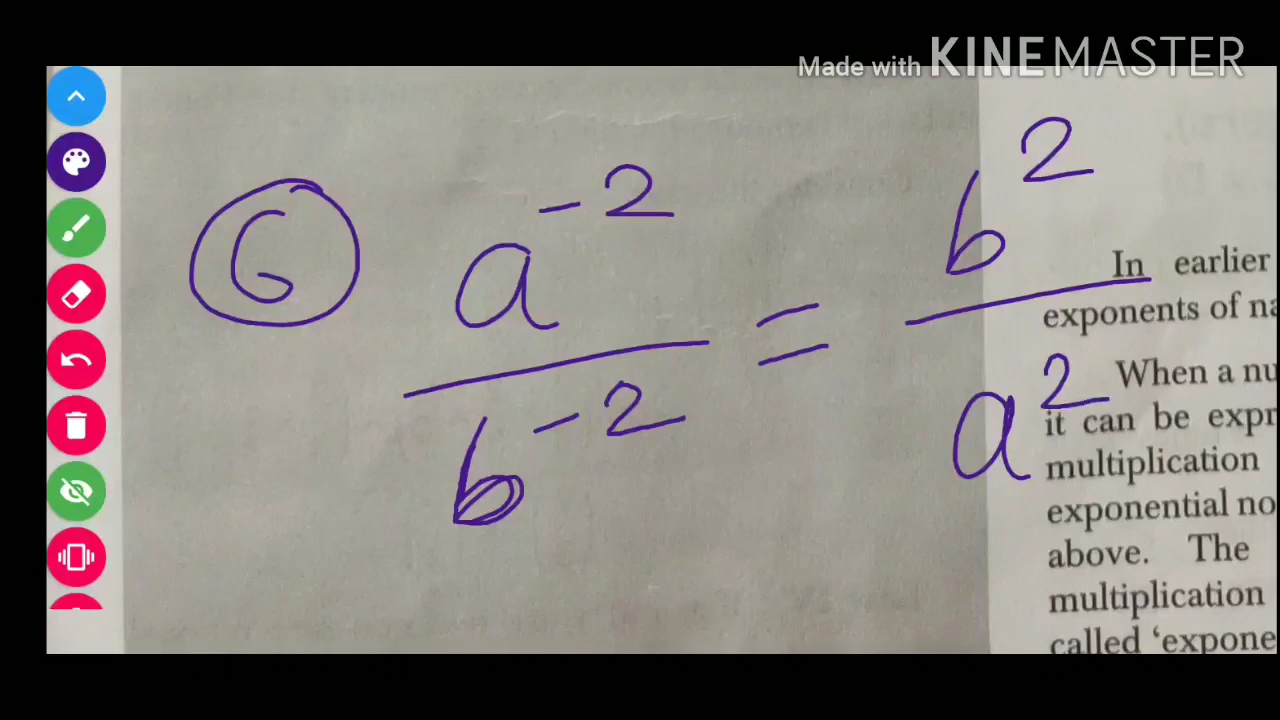 Made with KINEMASTER
6 a^-2 / b^-2 = b^2 / a^2
In earlier
exponents of na
When a nu
it can be expr
multiplication
exponential no
above. The
multiplication
called ‘expone